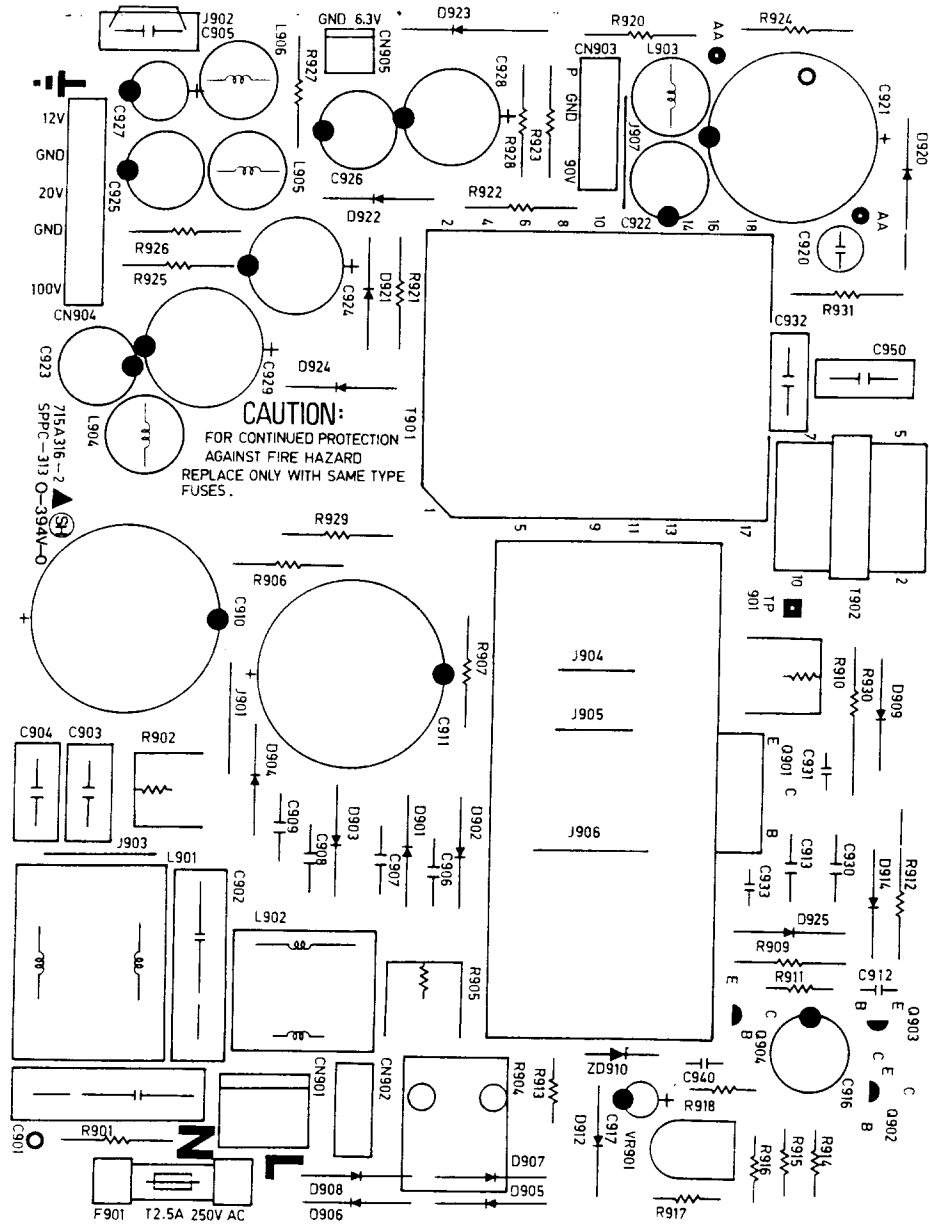 J902
C905
L906
GND 6.3V
CN905
D923
R920
AA
R924
R927
C928
CN903
L903
C921
12V
C927
P
GND
90V
J907
D920
GND
20V
GND
100V
C925
L905
C926
R928
R923
D922
R922
C922
AA
C920
2
4
6
8
10
14
16
18
R926
R925
C924
D921
R921
R931
CN904
C923
C929
D924
C932
C950
L904
T901
7
5
CAUTION:
FOR CONTINUED PROTECTION
AGAINST FIRE HAZARD
REPLACE ONLY WITH SAME TYPE
FUSES.
715A316-2
SPPC-313 O-394V-0
SH
1
5
9
11
13
17
10
2
R929
R906
TP
901
T902
C910
R907
J904
R910
R930
D909
J901
C911
J905
C904
C903
R902
D904
E
Q901
C
B
C931
C909
C908
D903
C907
D901
C906
D902
J906
C933
C913
C930
D914
R912
J903
L901
C902
L902
D925
R909
R905
R911
C912
E
C
B
Q904
E
B
C
Q903
CN901
CN902
R904
R913
ZD910
C940
R918
C916
E
C
B
Q902
C901
R901
N
L
D912
C917
VR901
R916
R915
R914
D907
D908
D905
D906
R917
F901
T2.5A 250V AC